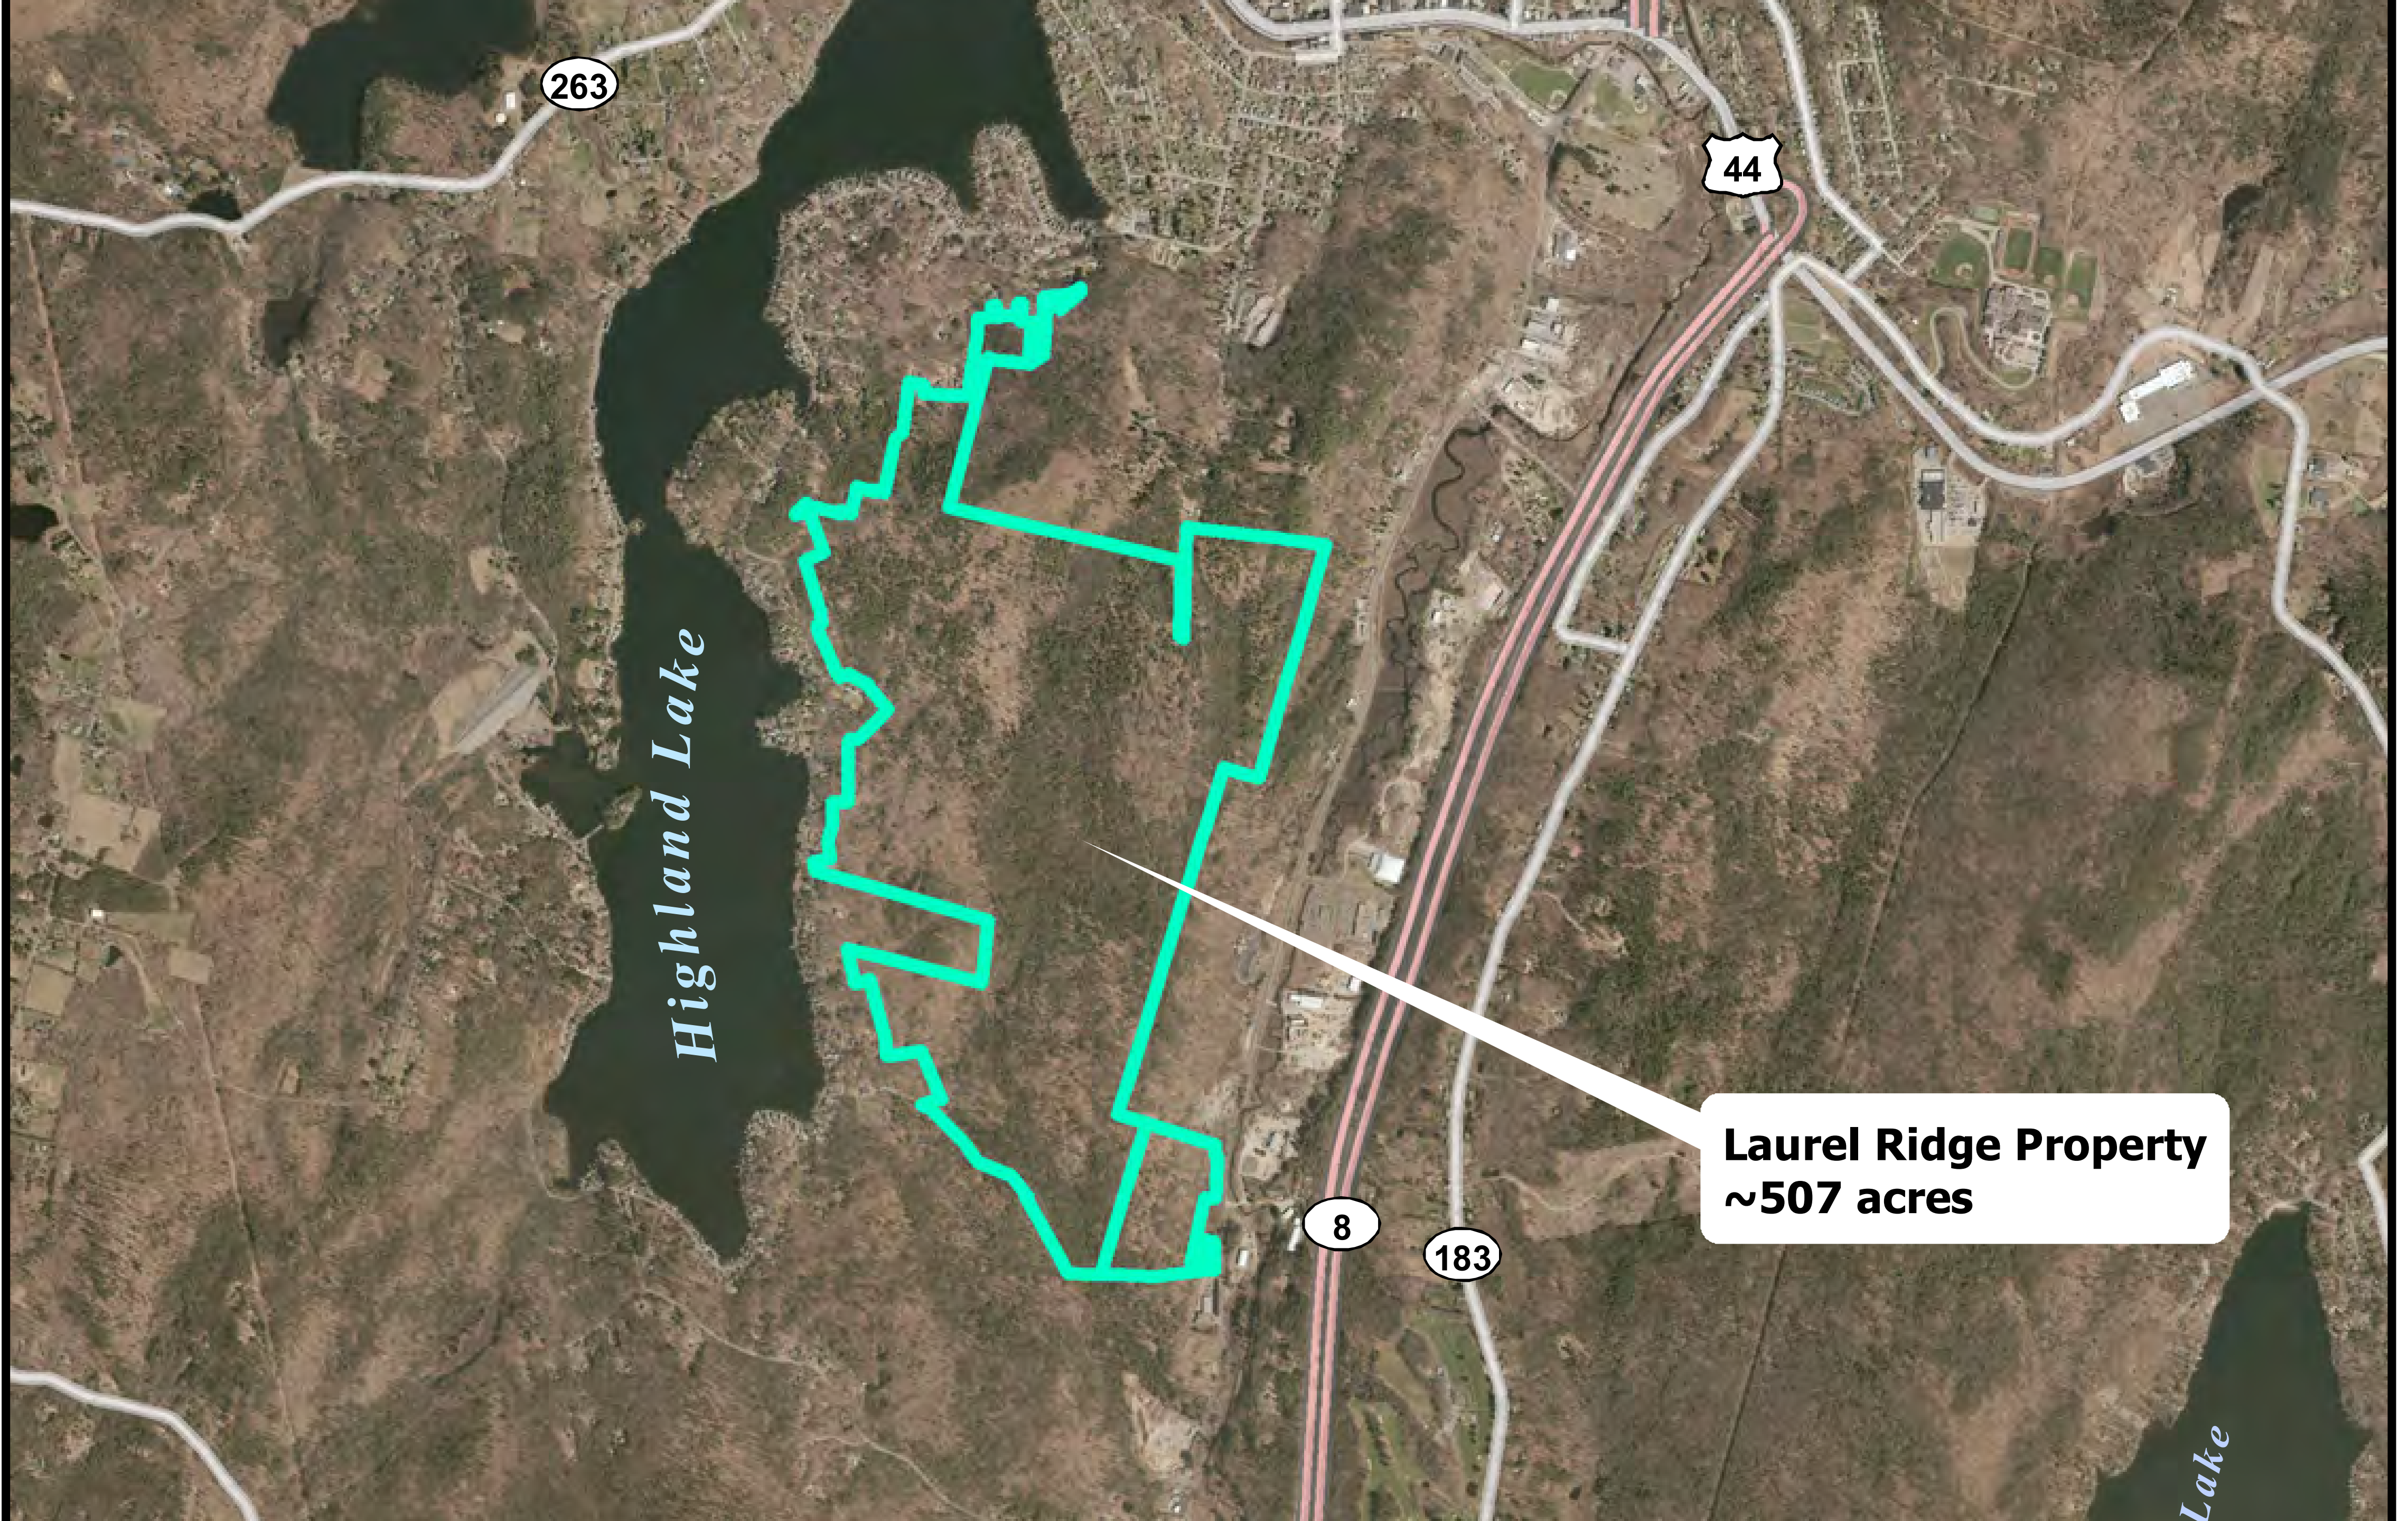 263
44
Highland Lake
Laurel Ridge Property
~507 acres
8
183
Lake